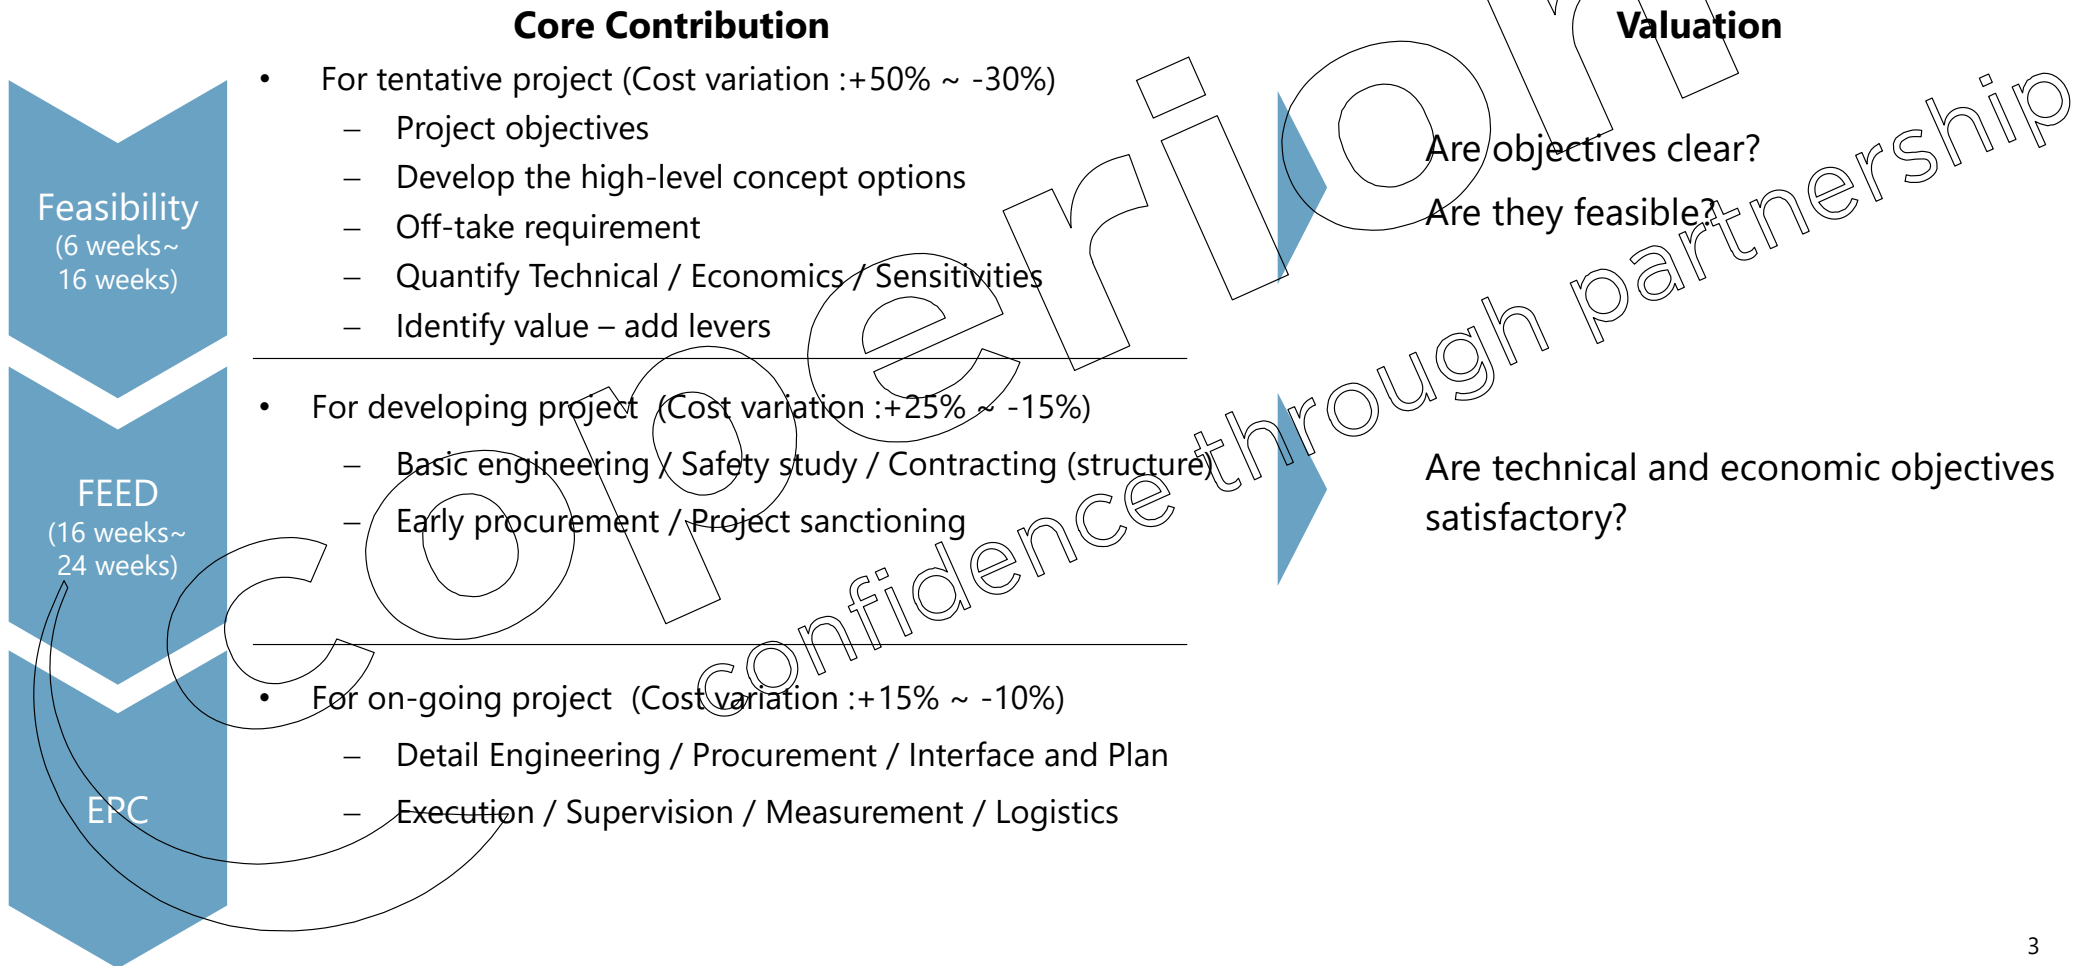 Core Contribution
Valuation
Feasibility
(6 weeks~
16 weeks)
• For tentative project (Cost variation :+50% ~ -30%)
– Project objectives
– Develop the high-level concept options
– Off-take requirement
– Quantify Technical / Economics / Sensitivities
– Identify value – add levers
Are objectives clear?
Are they feasible?
FEED
(16 weeks~
24 weeks)
• For developing project (Cost variation :+25% ~ -15%)
– Basic engineering / Safety study / Contracting (structure)
– Early procurement / Project sanctioning
Are technical and economic objectives
satisfactory?
EPC
• For on-going project (Cost variation :+15% ~ -10%)
– Detail Engineering / Procurement / Interface and Plan
– Execution / Supervision / Measurement / Logistics
coperion
confidence through partnership
3